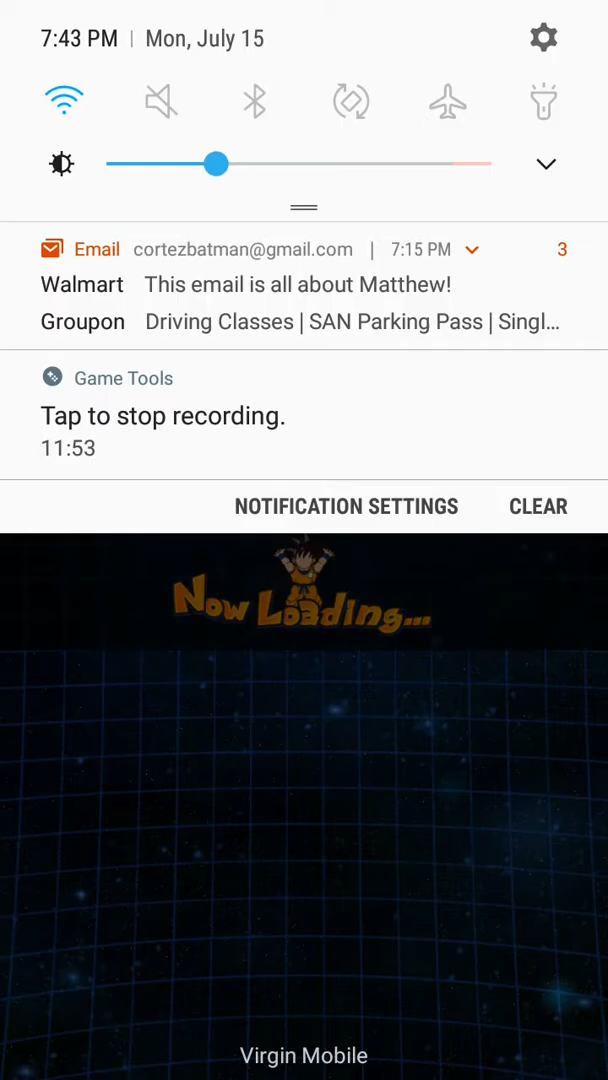 7:43 PM | Mon, July 15
Email cortezbatman@gmail.com | 7:15 PM 3
Walmart This email is all about Matthew!
Groupon Driving Classes | SAN Parking Pass | Singl...
Game Tools
Tap to stop recording.
11:53
NOTIFICATION SETTINGS CLEAR
Now Loading...
Virgin Mobile